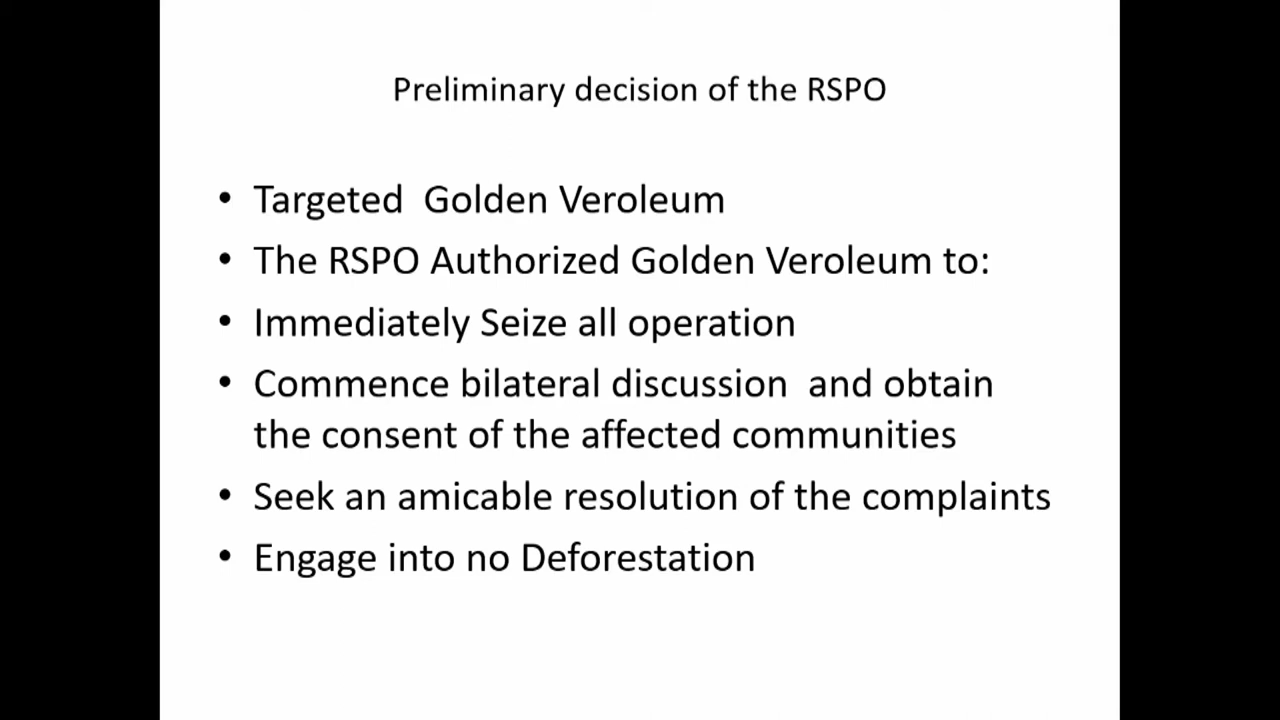 Preliminary decision of the RSPO
• Targeted  Golden Veroleum
• The RSPO Authorized Golden Veroleum to:
• Immediately Seize all operation
• Commence bilateral discussion  and obtain
the consent of the affected communities
• Seek an amicable resolution of the complaints
• Engage into no Deforestation